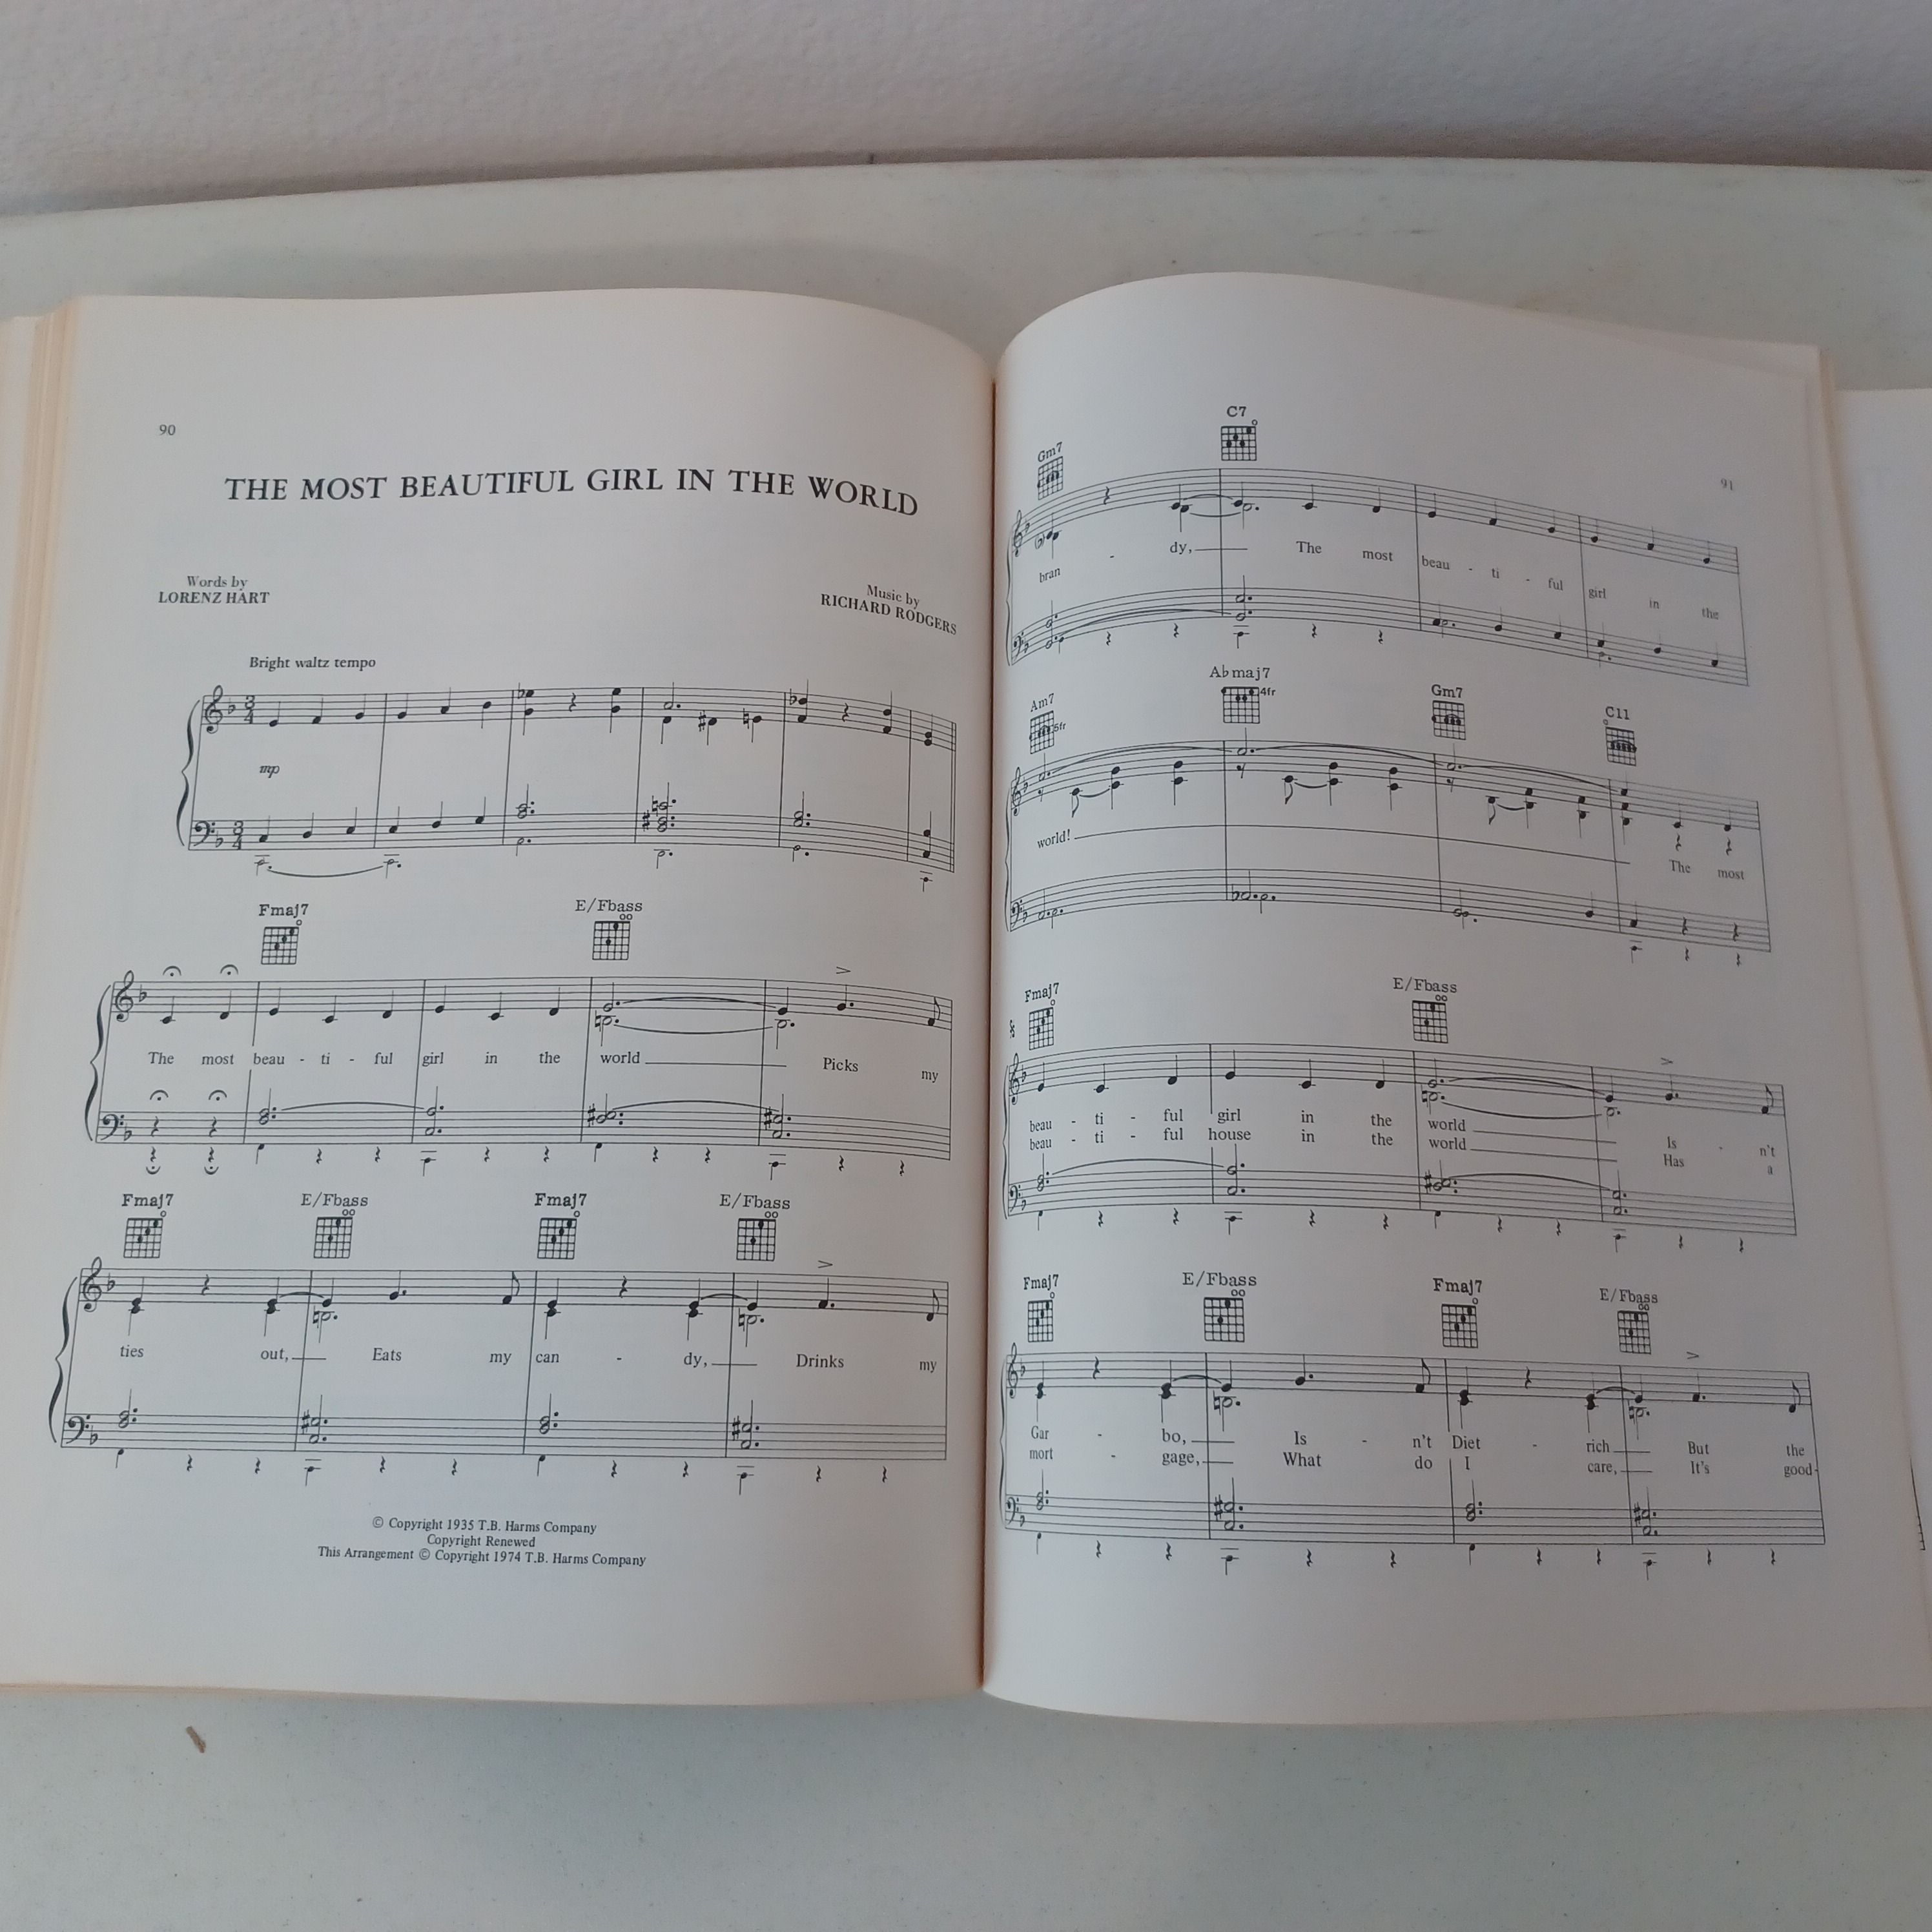 90
THE MOST BEAUTIFUL GIRL IN THE WORLD
Words by
LORENZ HART
Music by
RICHARD RODGERS
Bright waltz tempo
3
4
mp
3
4
Fmaj7 E/Fbass
The most beau - ti - ful girl in the world Picks my
Fmaj7 E/Fbass Fmaj7 E/Fbass
ties out, Eats my can - dy, Drinks my
© Copyright 1935 T.B. Harms Company
Copyright Renewed
This Arrangement © Copyright 1974 T.B. Harms Company
91
Gm7 C7
bran - dy, The most beau - ti - ful girl in the
Am7 5fr Abmaj7 4fr Gm7 C11
world! The most
Fmaj7 E/Fbass
beau - ti - ful girl in the world Is - n't
beau - ti - ful house in the world Has a
Fmaj7 E/Fbass Fmaj7 E/Fbass
Gar - bo, Is - n't Diet - rich But the
mort - gage, What do I care, It's good-